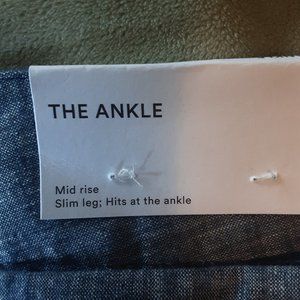 THE ANKLE
Mid rise
Slim leg; Hits at the ankle